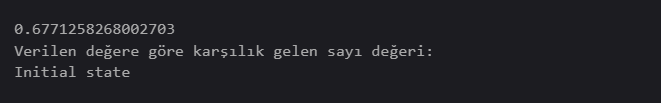 0.6771258268002703
Verilen değere göre karşılık gelen sayı değeri:
Initial state